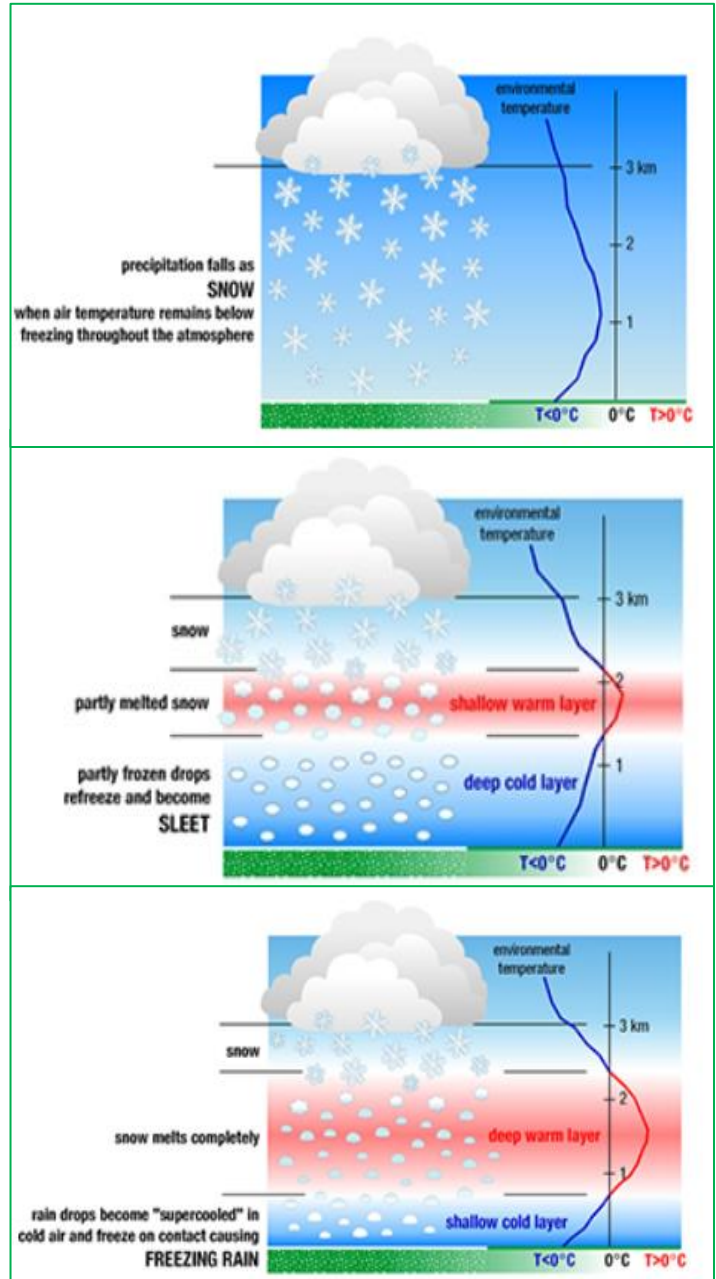 environmental
temperature
3 km
2
precipitation falls as
SNOW
when air temperature remains below
freezing throughout the atmosphere
1
T<0°C 0°C T>0°C
environmental
temperature
3 km
snow
2
partly melted snow
shallow warm layer
1
partly frozen drops
refreeze and become
SLEET
deep cold layer
T<0°C 0°C T>0°C
environmental
temperature
3 km
snow
2
snow melts completely
deep warm layer
1
rain drops become "supercooled" in
cold air and freeze on contact causing
FREEZING RAIN
shallow cold layer
T<0°C 0°C T>0°C